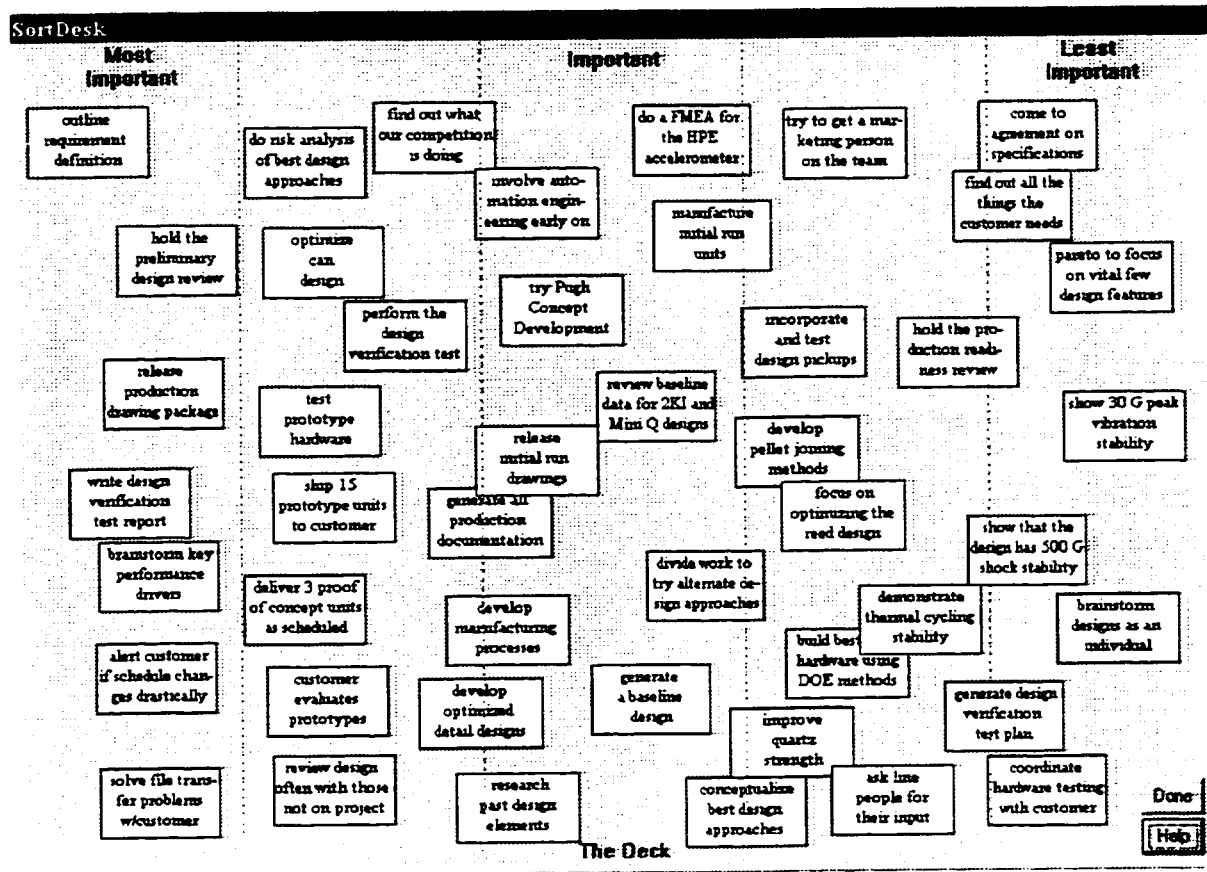 SortDesk
Most
Important
Important
Least
Important
outline
requirement
definition
do risk analysis
of best design
approaches
find out what
our competition
is doing
involve auto-
mation engin-
eering early on
do a FMEA for
the HPE
accelerometer
try to get a mar-
keting person
on the team
come to
agreement on
specifications
find out all the
things the
customer needs
hold the
preliminary
design review
optimize
can
design
manufacture
initial run
units
pareto to focus
on vital few
design features
try Pugh
Concept
Development
perform the
design
verification test
incorporate
and test
design pickups
hold the pro-
duction readi-
ness review
release
production
drawing package
test
prototype
hardware
review baseline
data for 2KI and
Mini Q designs
show 30 G peak
vibration
stability
release
initial run
drawings
develop
pellet joining
methods
write design
verification
test report
ship 15
prototype units
to customer
generate all
production
documentation
focus on
optimizing the
reed design
show that the
design has 500 G
shock stability
brainstorm key
performance
drivers
deliver 3 proof
of concept units
as scheduled
divide work to
try alternate de-
sign approaches
demonstrate
thermal cycling
stability
develop
manufacturing
processes
brainstorm
designs as an
individual
build best
hardware using
DOE methods
alert customer
if schedule chan-
ges drastically
customer
evaluates
prototypes
develop
optimized
detail designs
generate
a baseline
design
generate design
verification
test plan
improve
quartz
strength
solve file trans-
fer problems
w/customer
review design
often with those
not on project
research
past design
elements
conceptualize
best design
approaches
ask line
people for
their input
coordinate
hardware testing
with customer
Done
Help
The Deck